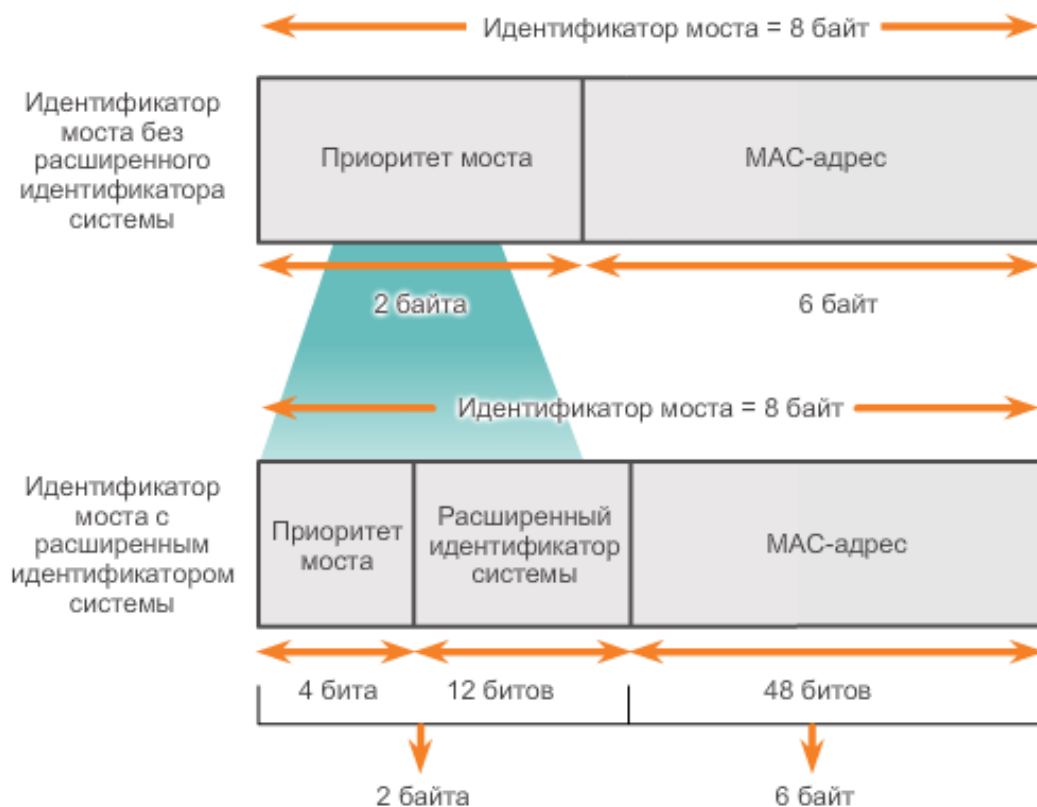 Идентификатор моста = 8 байт
Идентификатор
моста без
расширенного
идентификатора
системы
Приоритет моста
MAC-адрес
2 байта
6 байт
Идентификатор моста = 8 байт
Идентификатор
моста с
расширенным
идентификатором
системы
Приоритет
моста
Расширенный
идентификатор
системы
MAC-адрес
4 бита
12 битов
48 битов
2 байта
6 байт